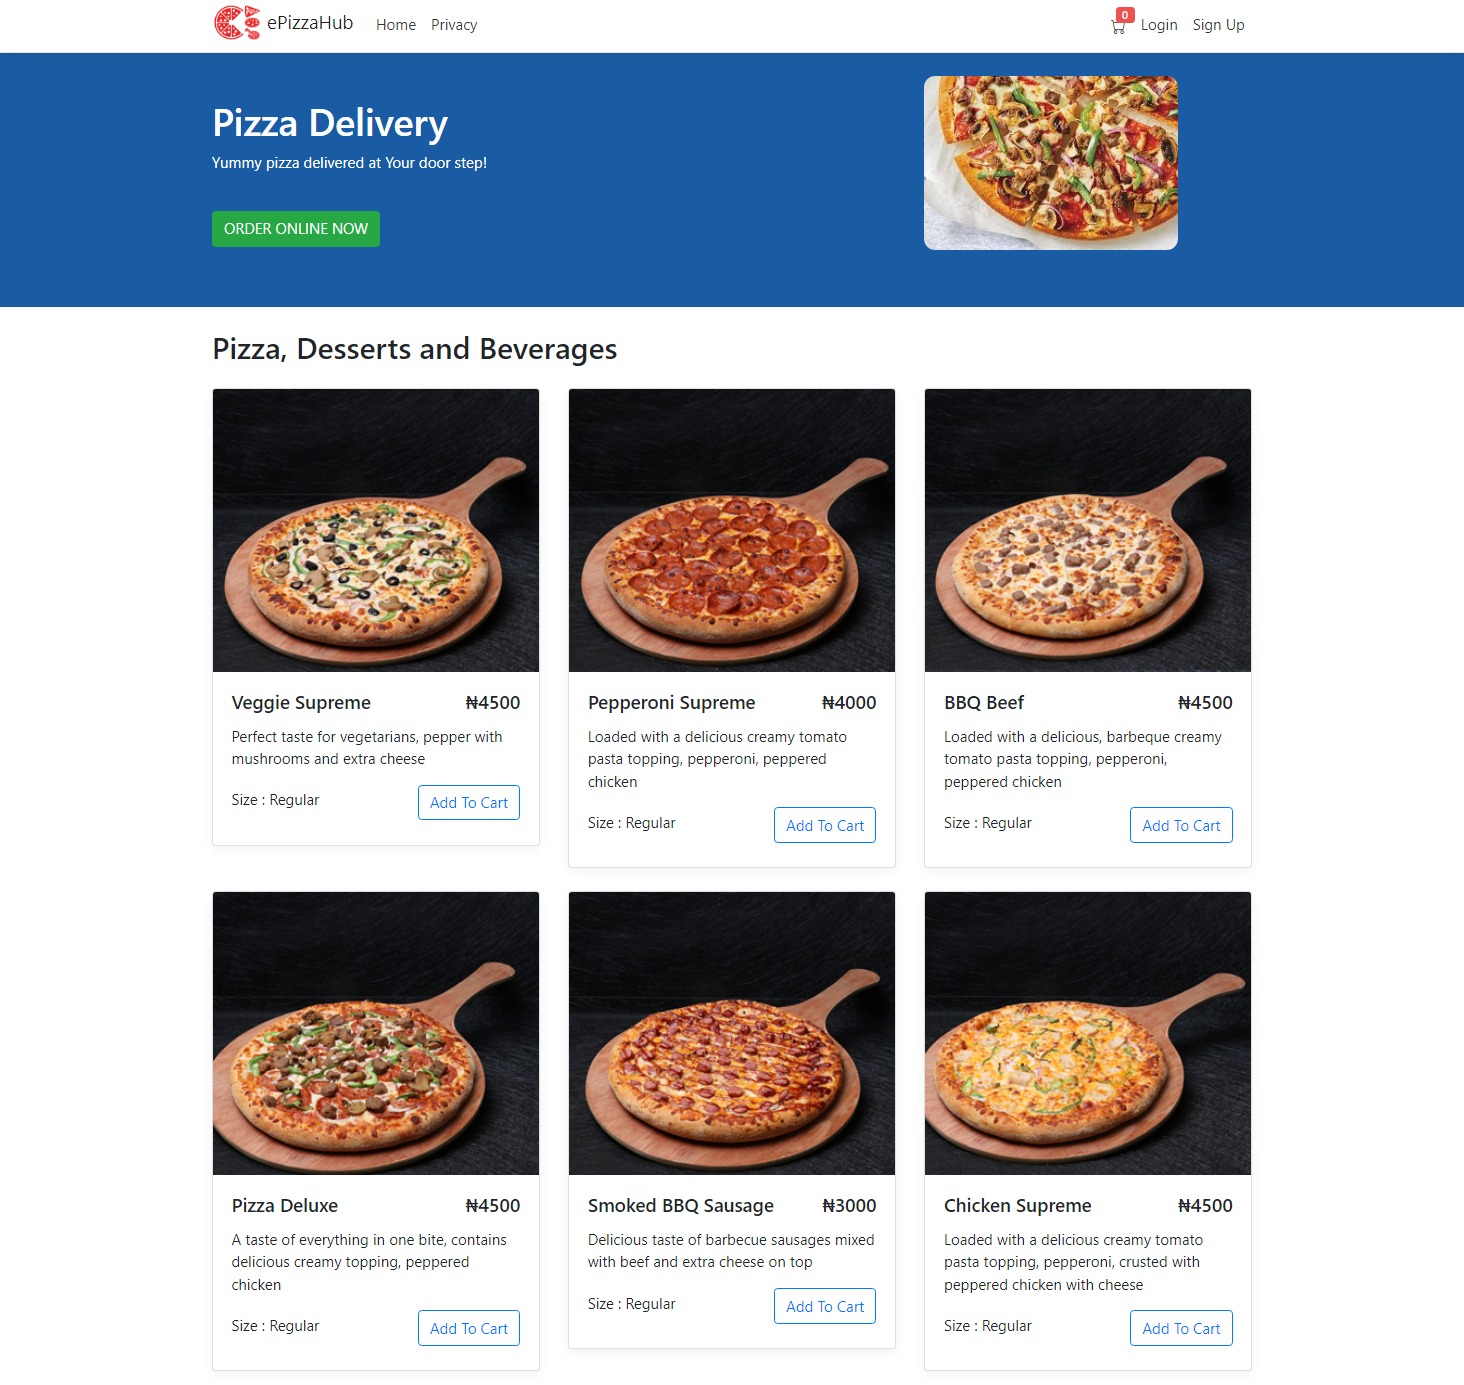 ePizzaHub Home Privacy 0 Login Sign Up
Pizza Delivery
Yummy pizza delivered at Your door step!
ORDER ONLINE NOW
Pizza, Desserts and Beverages
Veggie Supreme ₦4500
Perfect taste for vegetarians, pepper with
mushrooms and extra cheese
Size : Regular Add To Cart
Pepperoni Supreme ₦4000
Loaded with a delicious creamy tomato
pasta topping, pepperoni, peppered
chicken
Size : Regular Add To Cart
BBQ Beef ₦4500
Loaded with a delicious, barbeque creamy
tomato pasta topping, pepperoni,
peppered chicken
Size : Regular Add To Cart
Pizza Deluxe ₦4500
A taste of everything in one bite, contains
delicious creamy topping, peppered
chicken
Size : Regular Add To Cart
Smoked BBQ Sausage ₦3000
Delicious taste of barbecue sausages mixed
with beef and extra cheese on top
Size : Regular Add To Cart
Chicken Supreme ₦4500
Loaded with a delicious creamy tomato
pasta topping, pepperoni, crusted with
peppered chicken with cheese
Size : Regular Add To Cart